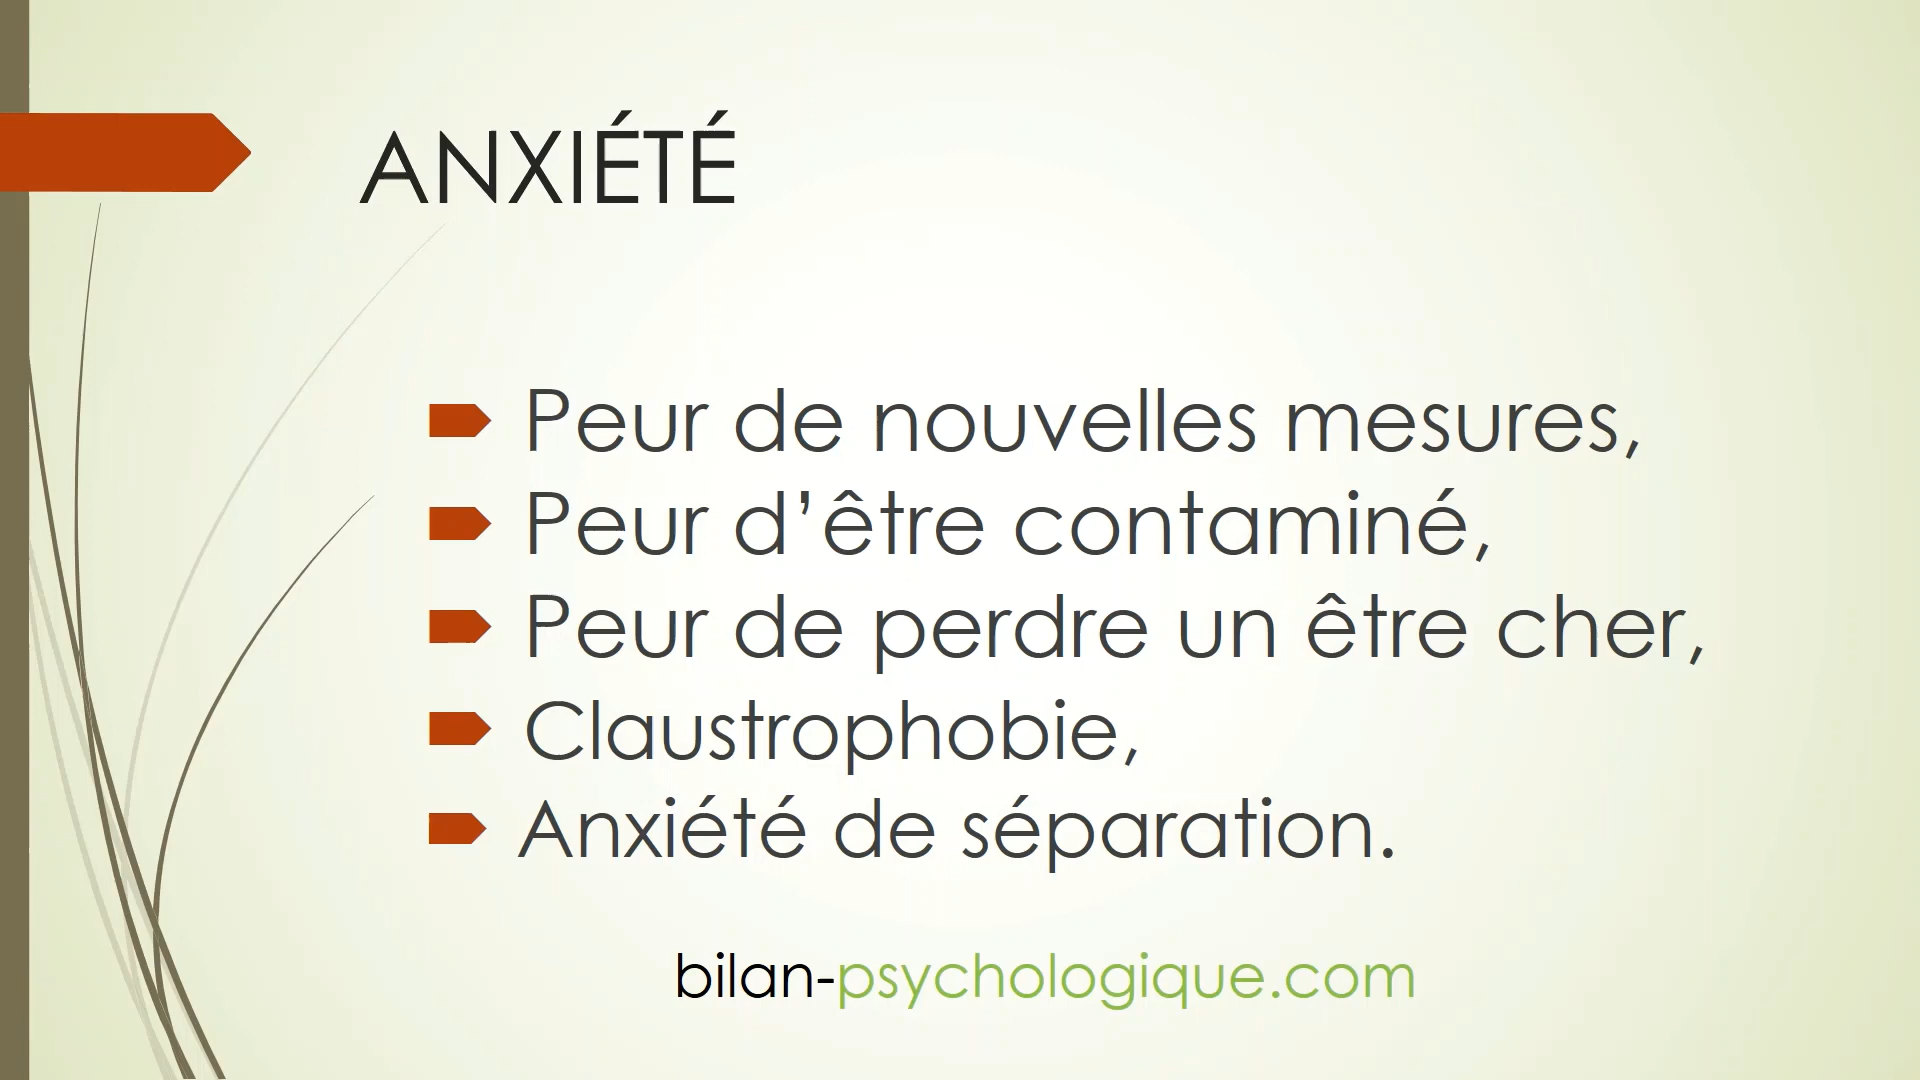 ANXIÉTÉ
Peur de nouvelles mesures,
Peur d’être contaminé,
Peur de perdre un être cher,
Claustrophobie,
Anxiété de séparation.
bilan-psychologique.com